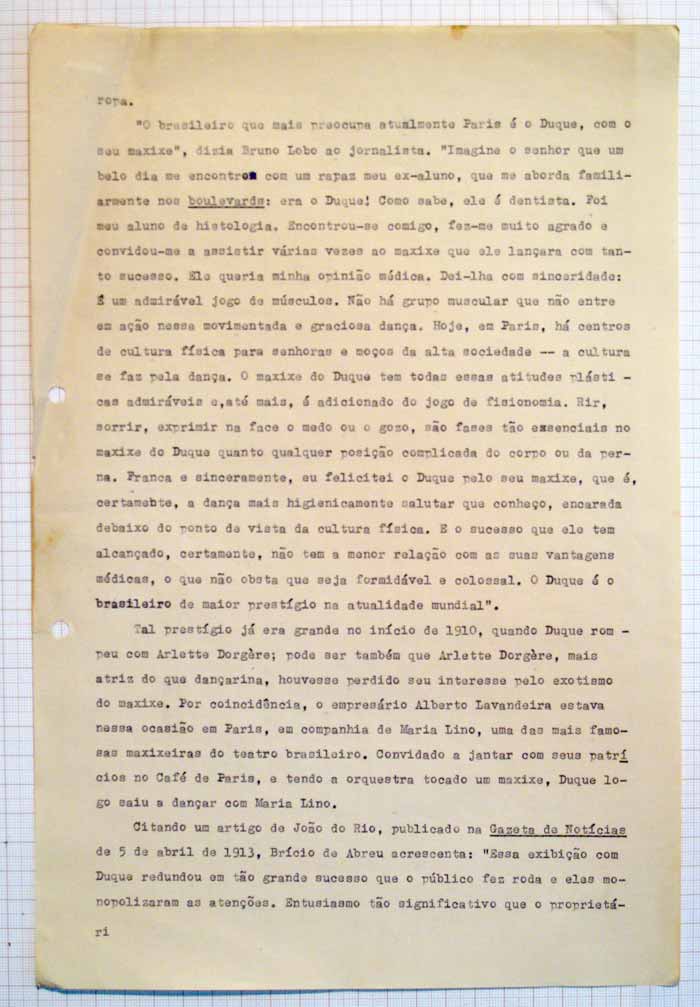 ropa.
"O brasileiro que mais preocupa atualmente Paris é o Duque, com o
seu maxixe", dizia Bruno Lobo ao jornalista. "Imagine o senhor que um
belo dia me encontro com um rapaz meu ex-aluno, que me aborda famili-
armente nos boulevards: era o Duque! Como sabe, ele é dentista. Foi
meu aluno de histologia. Encontrou-se comigo, fez-me muito agrado e
convidou-me a assistir várias vezes ao maxixe que ele lançara com tan-
to sucesso. Ele queria minha opinião médica. Dei-lha com sinceridade:
É um admirável jogo de músculos. Não há grupo muscular que não entre
em ação nessa movimentada e graciosa dança. Hoje, em Paris, há centros
de cultura física para senhoras e moços da alta sociedade -- a cultura
se faz pela dança. O maxixe do Duque tem todas essas atitudes plásti -
cas admiráveis e,até mais, é adicionado do jogo de fisionomia. Rir,
sorrir, exprimir na face o medo ou o gozo, são fases tão essenciais no
maxixe do Duque quanto qualquer posição complicada do corpo ou da per-
na. Franca e sinceramente, eu felicitei o Duque pelo seu maxixe, que é,
certamente, a dança mais higienicamente salutar que conheço, encarada
debaixo do ponto de vista da cultura física. E o sucesso que ele tem
alcançado, certamente, não tem a menor relação com as suas vantagens
médicas, o que não obsta que seja formidável e colossal. O Duque é o
brasileiro de maior prestígio na atualidade mundial".
Tal prestígio já era grande no início de 1910, quando Duque rom -
peu com Arlette Dorgère; pode ser também que Arlette Dorgère, mais
atriz do que dançarina, houvesse perdido seu interesse pelo exotismo
do maxixe. Por coincidência, o empresário Alberto Lavandeira estava
nessa ocasião em Paris, em companhia de Maria Lino, uma das mais famo-
sas maxixeiras do teatro brasileiro. Convidado a jantar com seus patrí
cios no Café de Paris, e tendo a orquestra tocado um maxixe, Duque lo-
go saiu a dançar com Maria Lino.
Citando um artigo de João do Rio, publicado na Gazeta de Notícias
de 5 de abril de 1913, Brício de Abreu acrescenta: "Essa exibição com
Duque redundou em tão grande sucesso que o público fez roda e eles mo-
nopolizaram as atenções. Entusiasmo tão significativo que o proprietá-
ri